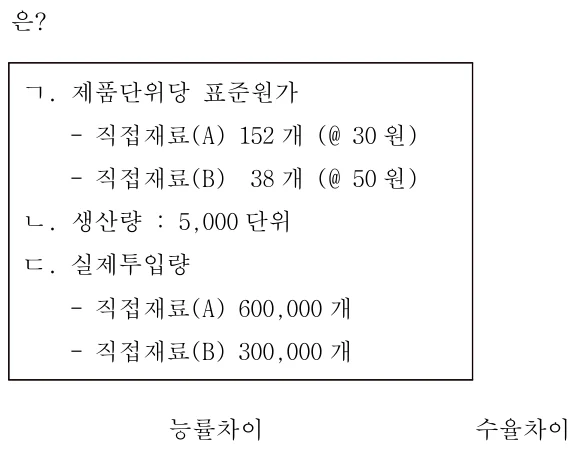 은?
ㄱ. 제품단위당 표준원가
- 직접재료(A) 152 개 (@ 30 원)
- 직접재료(B) 38 개 (@ 50 원)
ㄴ. 생산량 : 5,000 단위
ㄷ. 실제투입량
- 직접재료(A) 600,000 개
- 직접재료(B) 300,000 개
능률차이 수율차이